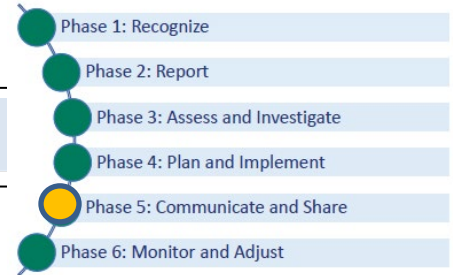 Phase 1: Recognize
Phase 2: Report
Phase 3: Assess and Investigate
Phase 4: Plan and Implement
Phase 5: Communicate and Share
Phase 6: Monitor and Adjust